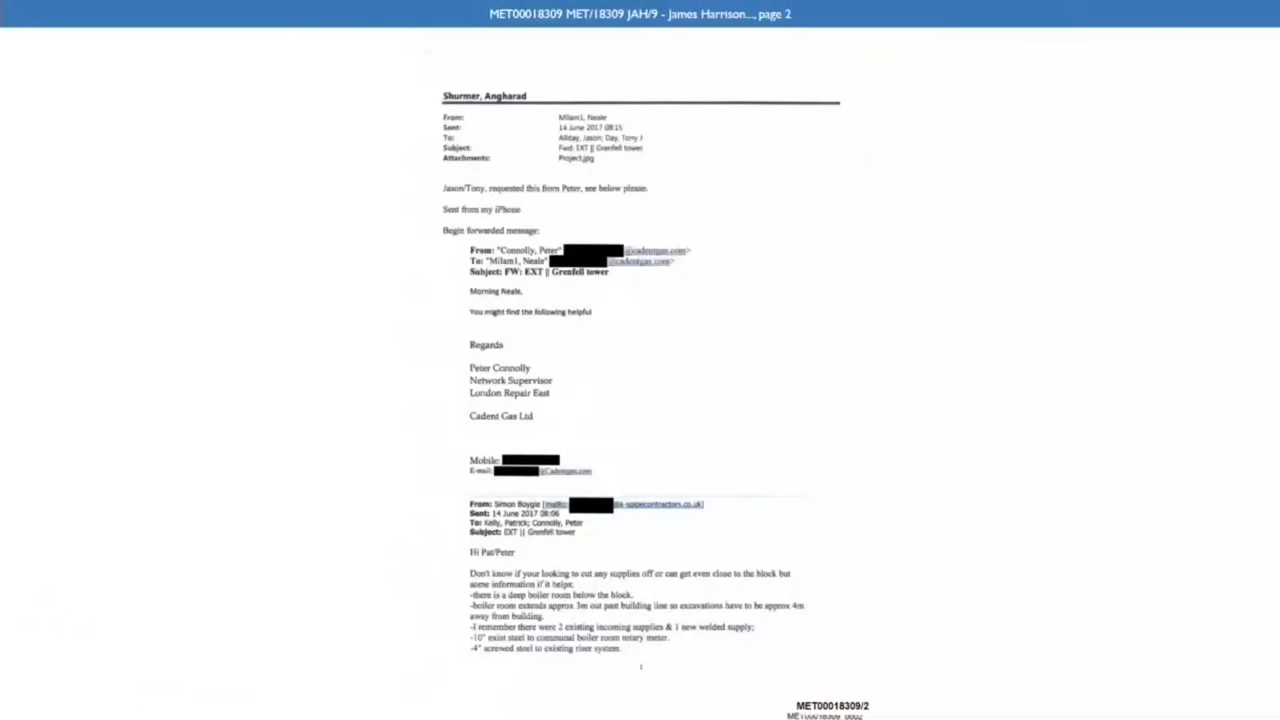 MET00018309 MET/18309 JAH/9 - James Harrison..., page 2
Shurmer, Angharad
From: Milam1, Neale
Sent: 14 June 2017 08:15
To: Allday, Jason; Day, Tony J
Subject: Fwd: EXT || Grenfell tower
Attachments: Project.jpg
Jason/Tony, requested this from Peter, see below please.
Sent from my iPhone
Begin forwarded message:
From: "Connolly, Peter" @cadentgas.com>
To: "Milam1, Neale" @cadentgas.com>
Subject: FW: EXT || Grenfell tower
Morning Neale,
You might find the following helpful
Regards
Peter Connolly
Network Supervisor
London Repair East
Cadent Gas Ltd
Mobile:
E-mail: @Cadentgas.com
From: Simon Boygle [mailto: @k-spipecontractors.co.uk]
Sent: 14 June 2017 08:06
To: Kelly, Patrick; Connolly, Peter
Subject: EXT || Grenfell tower
Hi Pat/Peter
Don't know if your looking to cut any supplies off or can get even close to the block but
some information if it helps;
-there is a deep boiler room below the block.
-boiler room extends approx 3m out past building line so excavations have to be approx 4m
away from building.
-I remember there were 2 existing incoming supplies & 1 new welded supply;
-10" exist steel to communal boiler room rotary meter.
-4" screwed steel to existing riser system.
1
MET00018309/2
MET00018309_0002